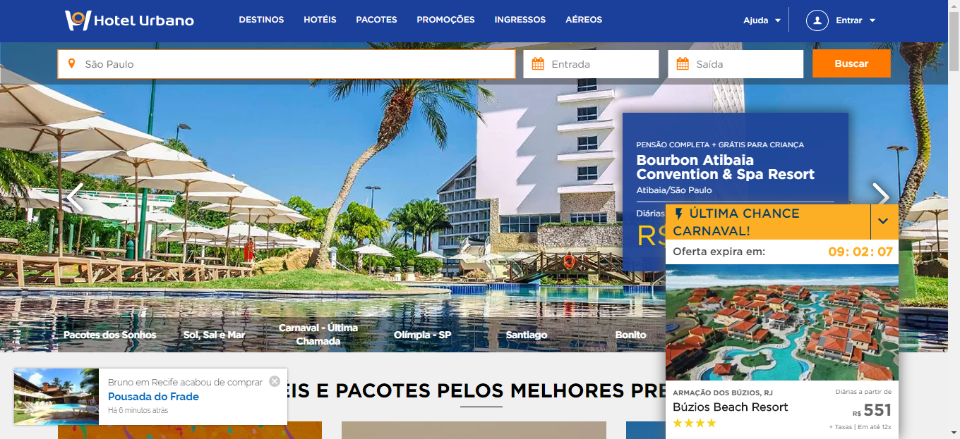 Hotel Urbano
DESTINOS HOTÉIS PACOTES PROMOÇÕES INGRESSOS AÉREOS
Ajuda Entrar
São Paulo
Entrada
Saída
Buscar
PENSÃO COMPLETA + GRÁTIS PARA CRIANÇA
Bourbon Atibaia
Convention & Spa Resort
Atibaia/São Paulo
Diárias
R$
ÚLTIMA CHANCE
CARNAVAL!
Oferta expira em: 09: 02: 07
Pacotes dos Sonhos
Sol, Sal e Mar
Carnaval - Última
Chamada
Olímpia - SP
Santiago
Bonito
Bruno em Recife acabou de comprar
Pousada do Frade
Há 6 minutos atrás
EIS E PACOTES PELOS MELHORES PRE
ARMAÇÃO DOS BÚZIOS, RJ
Búzios Beach Resort
Diárias a partir de
R$ 551
+ Taxas | Em até 12x